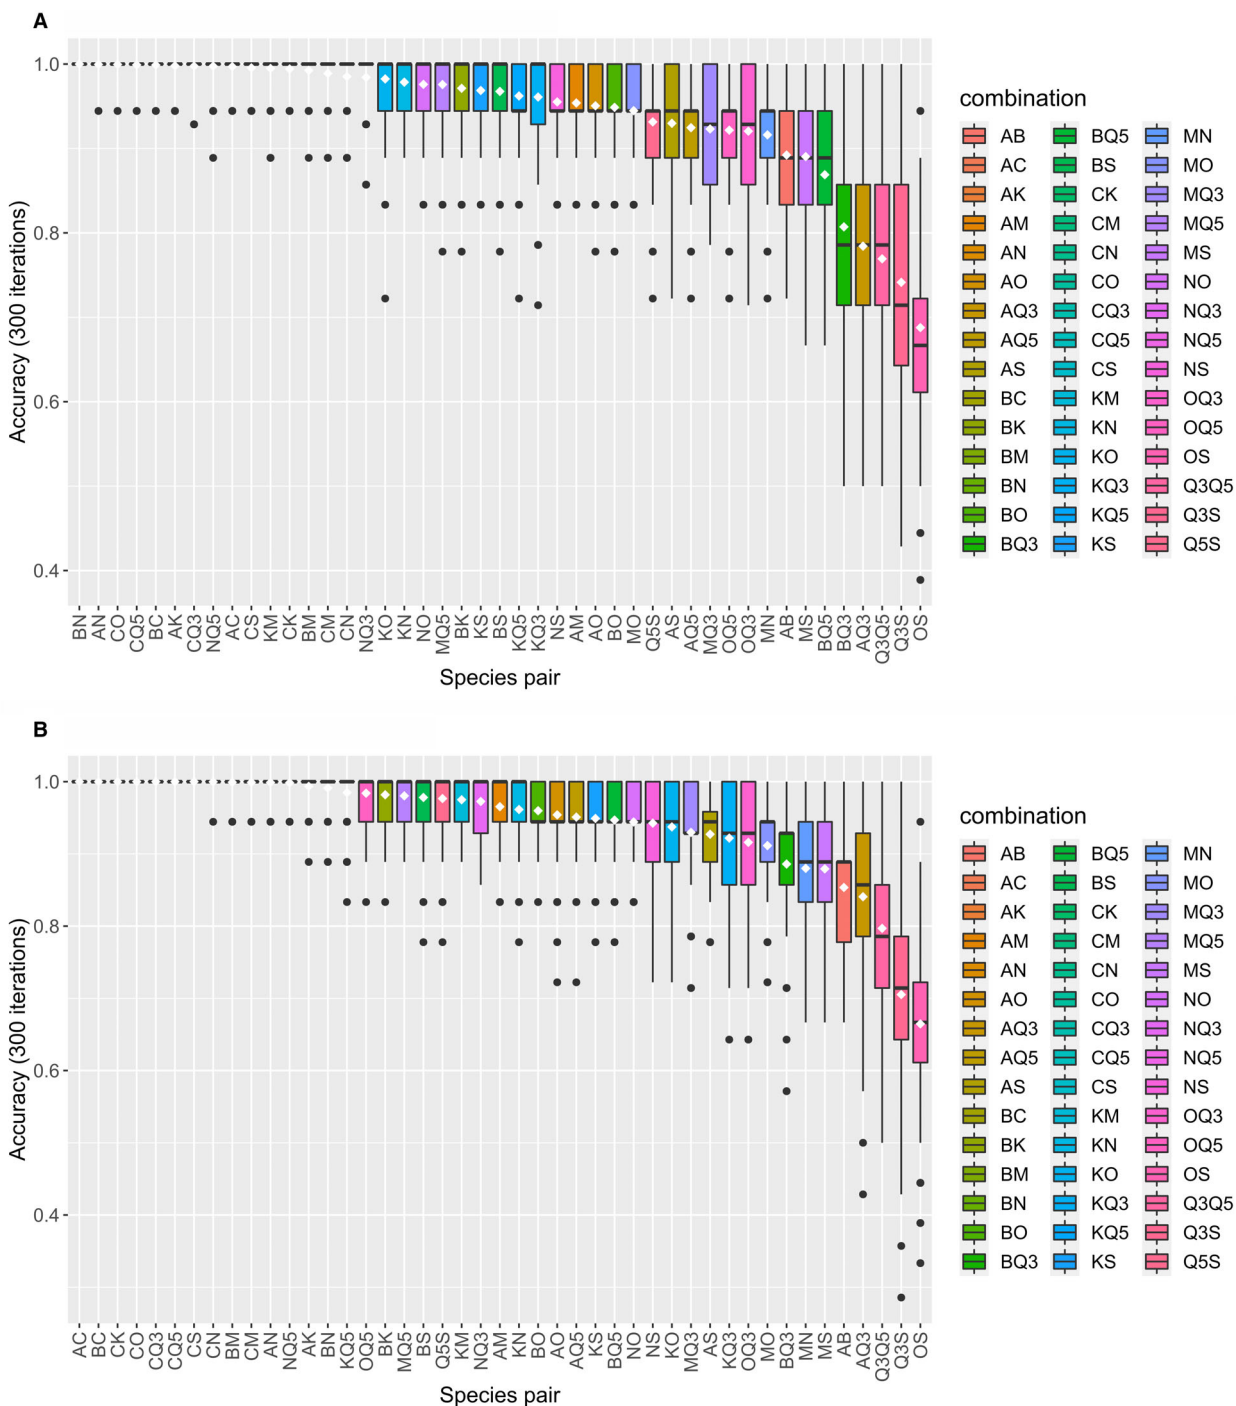 A
1.0
0.8
0.6
0.4
Accuracy (300 iterations)
BN AN CO CQ5 BC AK CQ3 NQ5 AC CS KM CK BM CM CN NQ3 KO KN NO MQ5 BK KS BS KQ5 KQ3 NS AM AO BO MO Q5S AS AQ5 MQ3 OQ5 OQ3 MN AB MS BQ5 BQ3 AQ3 Q3Q5 Q3S OS
Species pair
combination
AB BQ5 MN
AC BS MO
AK CK MQ3
AM CM MQ5
AN CN MS
AO CO NO
AQ3 CQ3 NQ3
AQ5 CQ5 NQ5
AS CS NS
BC KM OQ3
BK KN OQ5
BM KO OS
BN KQ3 Q3Q5
BO KQ5 Q3S
BQ3 KS Q5S
B
1.0
0.8
0.6
0.4
Accuracy (300 iterations)
AC BC CK CO CQ3 CQ5 CS CN BM CM AN NQ5 AK BN KQ5 OQ5 BK MQ5 BS Q5S KM NQ3 AM KN BO AO AQ5 KS BQ5 NO NS KO MQ3 AS KQ3 OQ3 MO BQ3 MN MS AB AQ3 Q3Q5 Q3S OS
Species pair
combination
AB BQ5 MN
AC BS MO
AK CK MQ3
AM CM MQ5
AN CN MS
AO CO NO
AQ3 CQ3 NQ3
AQ5 CQ5 NQ5
AS CS NS
BC KM OQ3
BK KN OQ5
BM KO OS
BN KQ3 Q3Q5
BO KQ5 Q3S
BQ3 KS Q5S